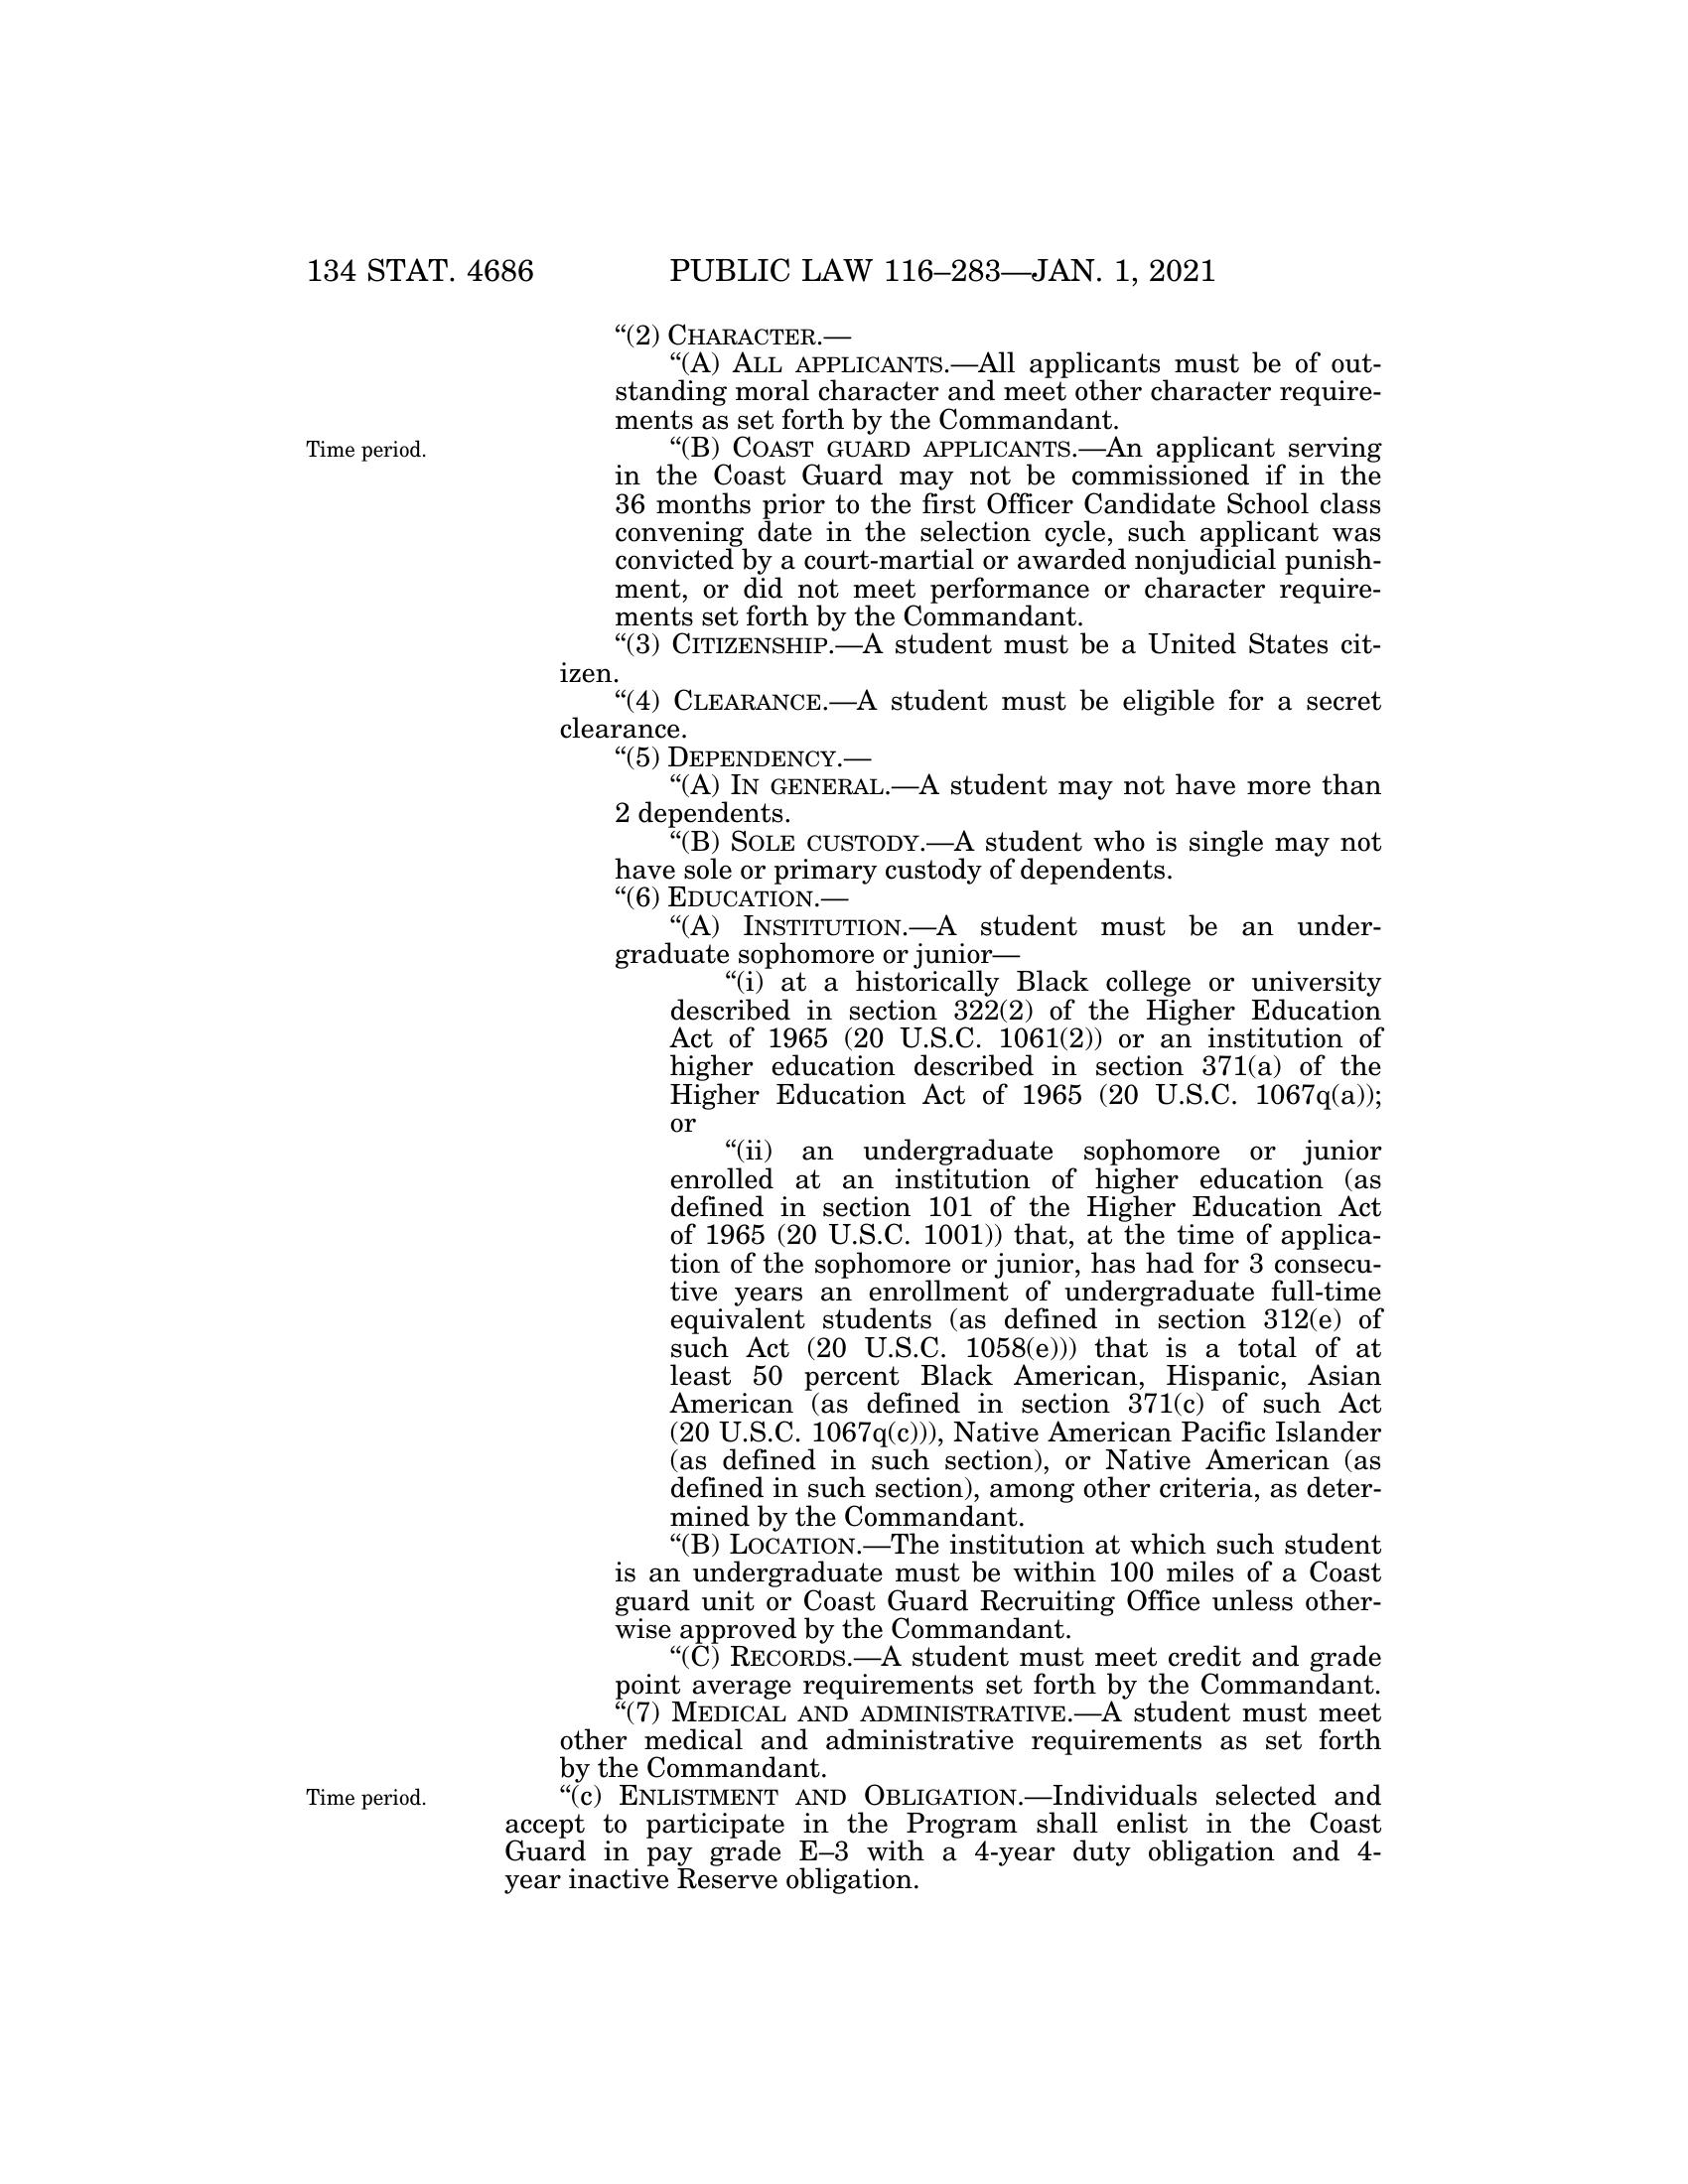 134 STAT. 4686 PUBLIC LAW 116–283—JAN. 1, 2021
“(2) CHARACTER.—
“(A) ALL APPLICANTS.—All applicants must be of out-
standing moral character and meet other character require-
ments as set forth by the Commandant.
Time period.
“(B) COAST GUARD APPLICANTS.—An applicant serving
in the Coast Guard may not be commissioned if in the
36 months prior to the first Officer Candidate School class
convening date in the selection cycle, such applicant was
convicted by a court-martial or awarded nonjudicial punish-
ment, or did not meet performance or character require-
ments set forth by the Commandant.
“(3) CITIZENSHIP.—A student must be a United States cit-
izen.
“(4) CLEARANCE.—A student must be eligible for a secret
clearance.
“(5) DEPENDENCY.—
“(A) IN GENERAL.—A student may not have more than
2 dependents.
“(B) SOLE CUSTODY.—A student who is single may not
have sole or primary custody of dependents.
“(6) EDUCATION.—
“(A) INSTITUTION.—A student must be an under-
graduate sophomore or junior—
“(i) at a historically Black college or university
described in section 322(2) of the Higher Education
Act of 1965 (20 U.S.C. 1061(2)) or an institution of
higher education described in section 371(a) of the
Higher Education Act of 1965 (20 U.S.C. 1067q(a));
or
“(ii) an undergraduate sophomore or junior
enrolled at an institution of higher education (as
defined in section 101 of the Higher Education Act
of 1965 (20 U.S.C. 1001)) that, at the time of applica-
tion of the sophomore or junior, has had for 3 consecu-
tive years an enrollment of undergraduate full-time
equivalent students (as defined in section 312(e) of
such Act (20 U.S.C. 1058(e))) that is a total of at
least 50 percent Black American, Hispanic, Asian
American (as defined in section 371(c) of such Act
(20 U.S.C. 1067q(c))), Native American Pacific Islander
(as defined in such section), or Native American (as
defined in such section), among other criteria, as deter-
mined by the Commandant.
“(B) LOCATION.—The institution at which such student
is an undergraduate must be within 100 miles of a Coast
guard unit or Coast Guard Recruiting Office unless other-
wise approved by the Commandant.
“(C) RECORDS.—A student must meet credit and grade
point average requirements set forth by the Commandant.
“(7) MEDICAL AND ADMINISTRATIVE.—A student must meet
other medical and administrative requirements as set forth
by the Commandant.
Time period.
“(c) ENLISTMENT AND OBLIGATION.—Individuals selected and
accept to participate in the Program shall enlist in the Coast
Guard in pay grade E–3 with a 4-year duty obligation and 4-
year inactive Reserve obligation.